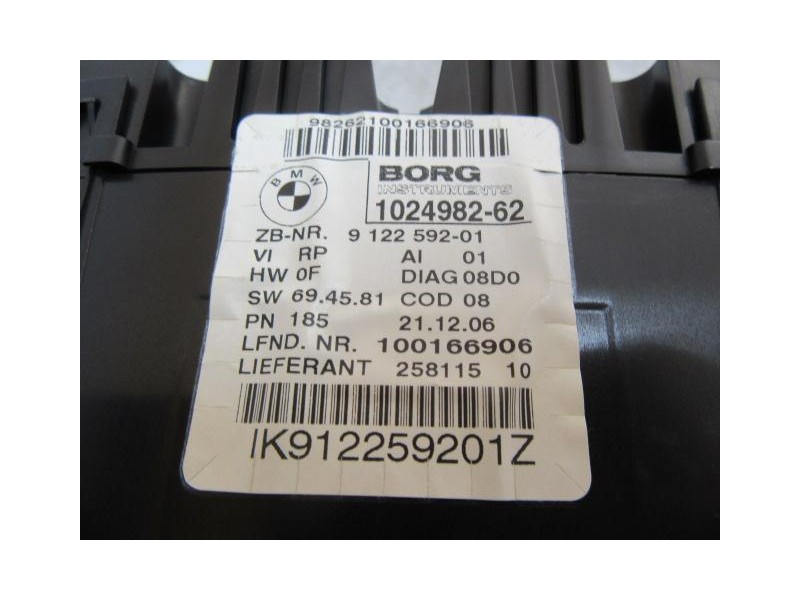 98262100166906
BMW
BORG
INSTRUMENTS
1024982-62
ZB-NR. 9 122 592-01
VI RP AI 01
HW 0F DIAG 08D0
SW 69.45.81 COD 08
PN 185 21.12.06
LFND. NR. 100166906
LIEFERANT 258115 10
IK912259201Z